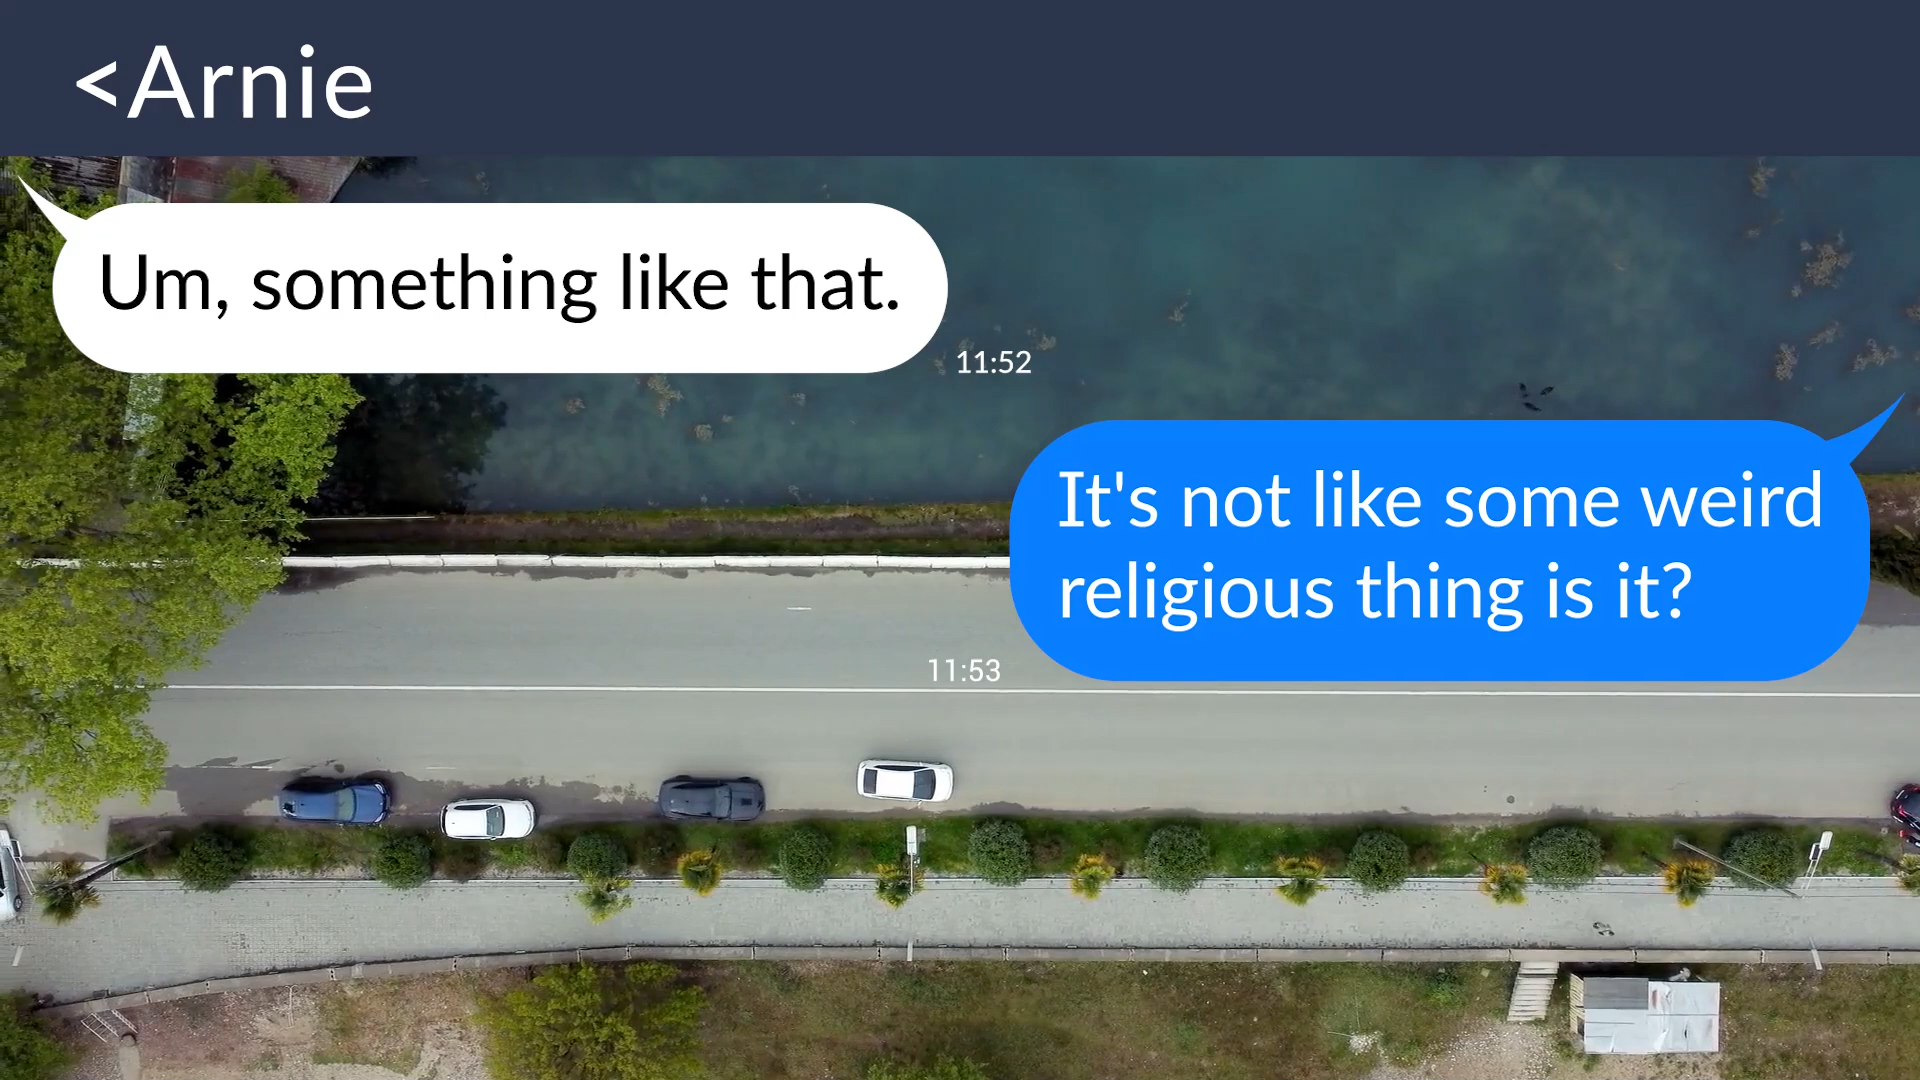 <Arnie
Um, something like that.
11:52
It's not like some weird
religious thing is it?
11:53